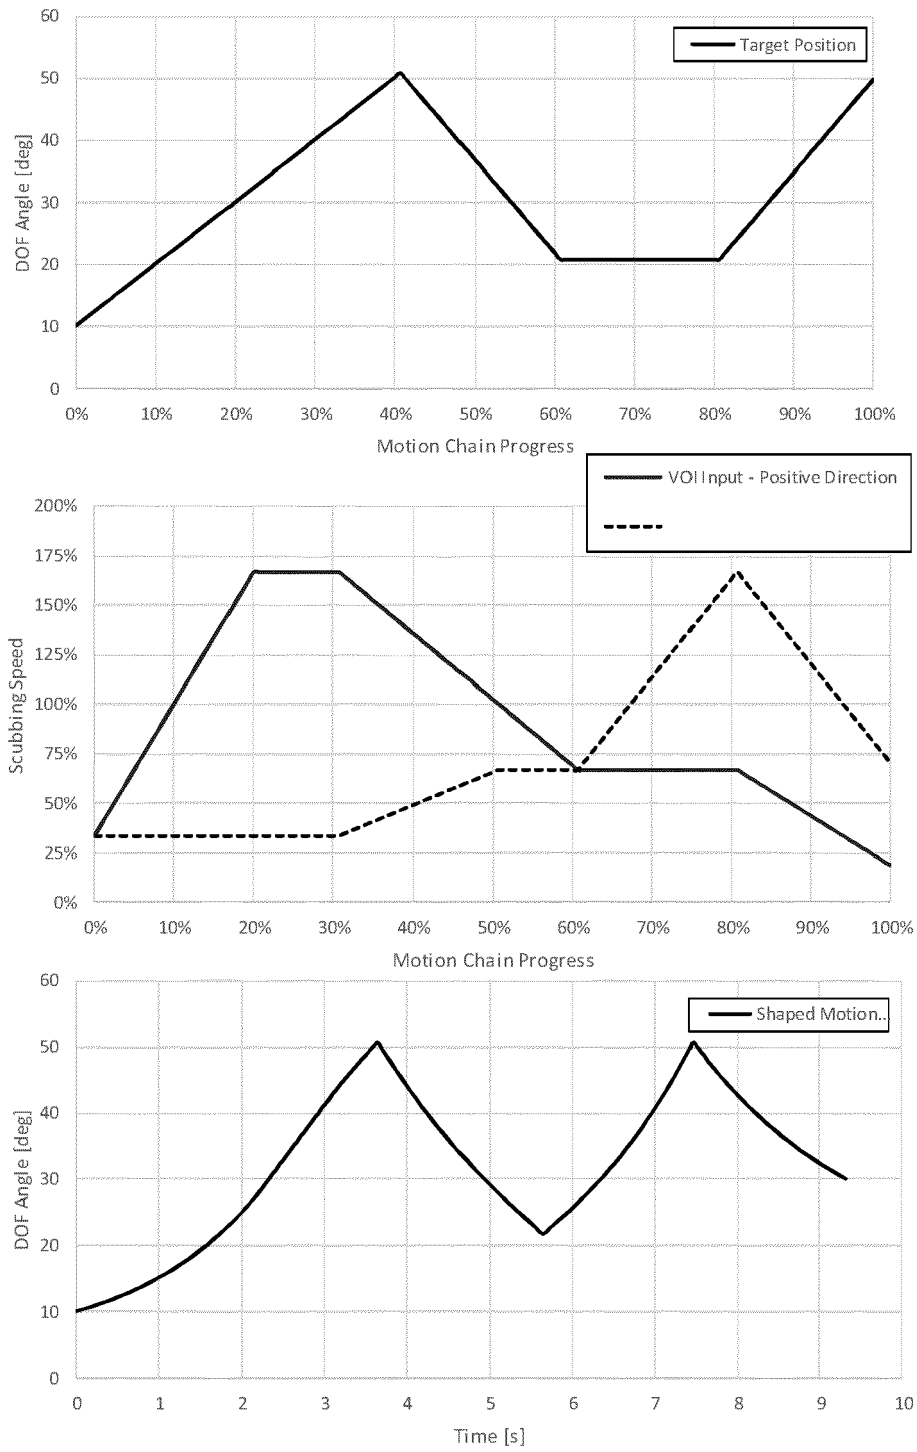 60
Target Position
50
40
30
20
10
0
DOF Angle [deg]
0% 10% 20% 30% 40% 50% 60% 70% 80% 90% 100%
Motion Chain Progress
VOI Input - Positive Direction
200%
175%
150%
125%
100%
75%
50%
25%
0%
Scubbing Speed
0% 10% 20% 30% 40% 50% 60% 70% 80% 90% 100%
Motion Chain Progress
60
Shaped Motion...
50
40
30
20
10
0
DOF Angle [deg]
0 1 2 3 4 5 6 7 8 9 10
Time [s]